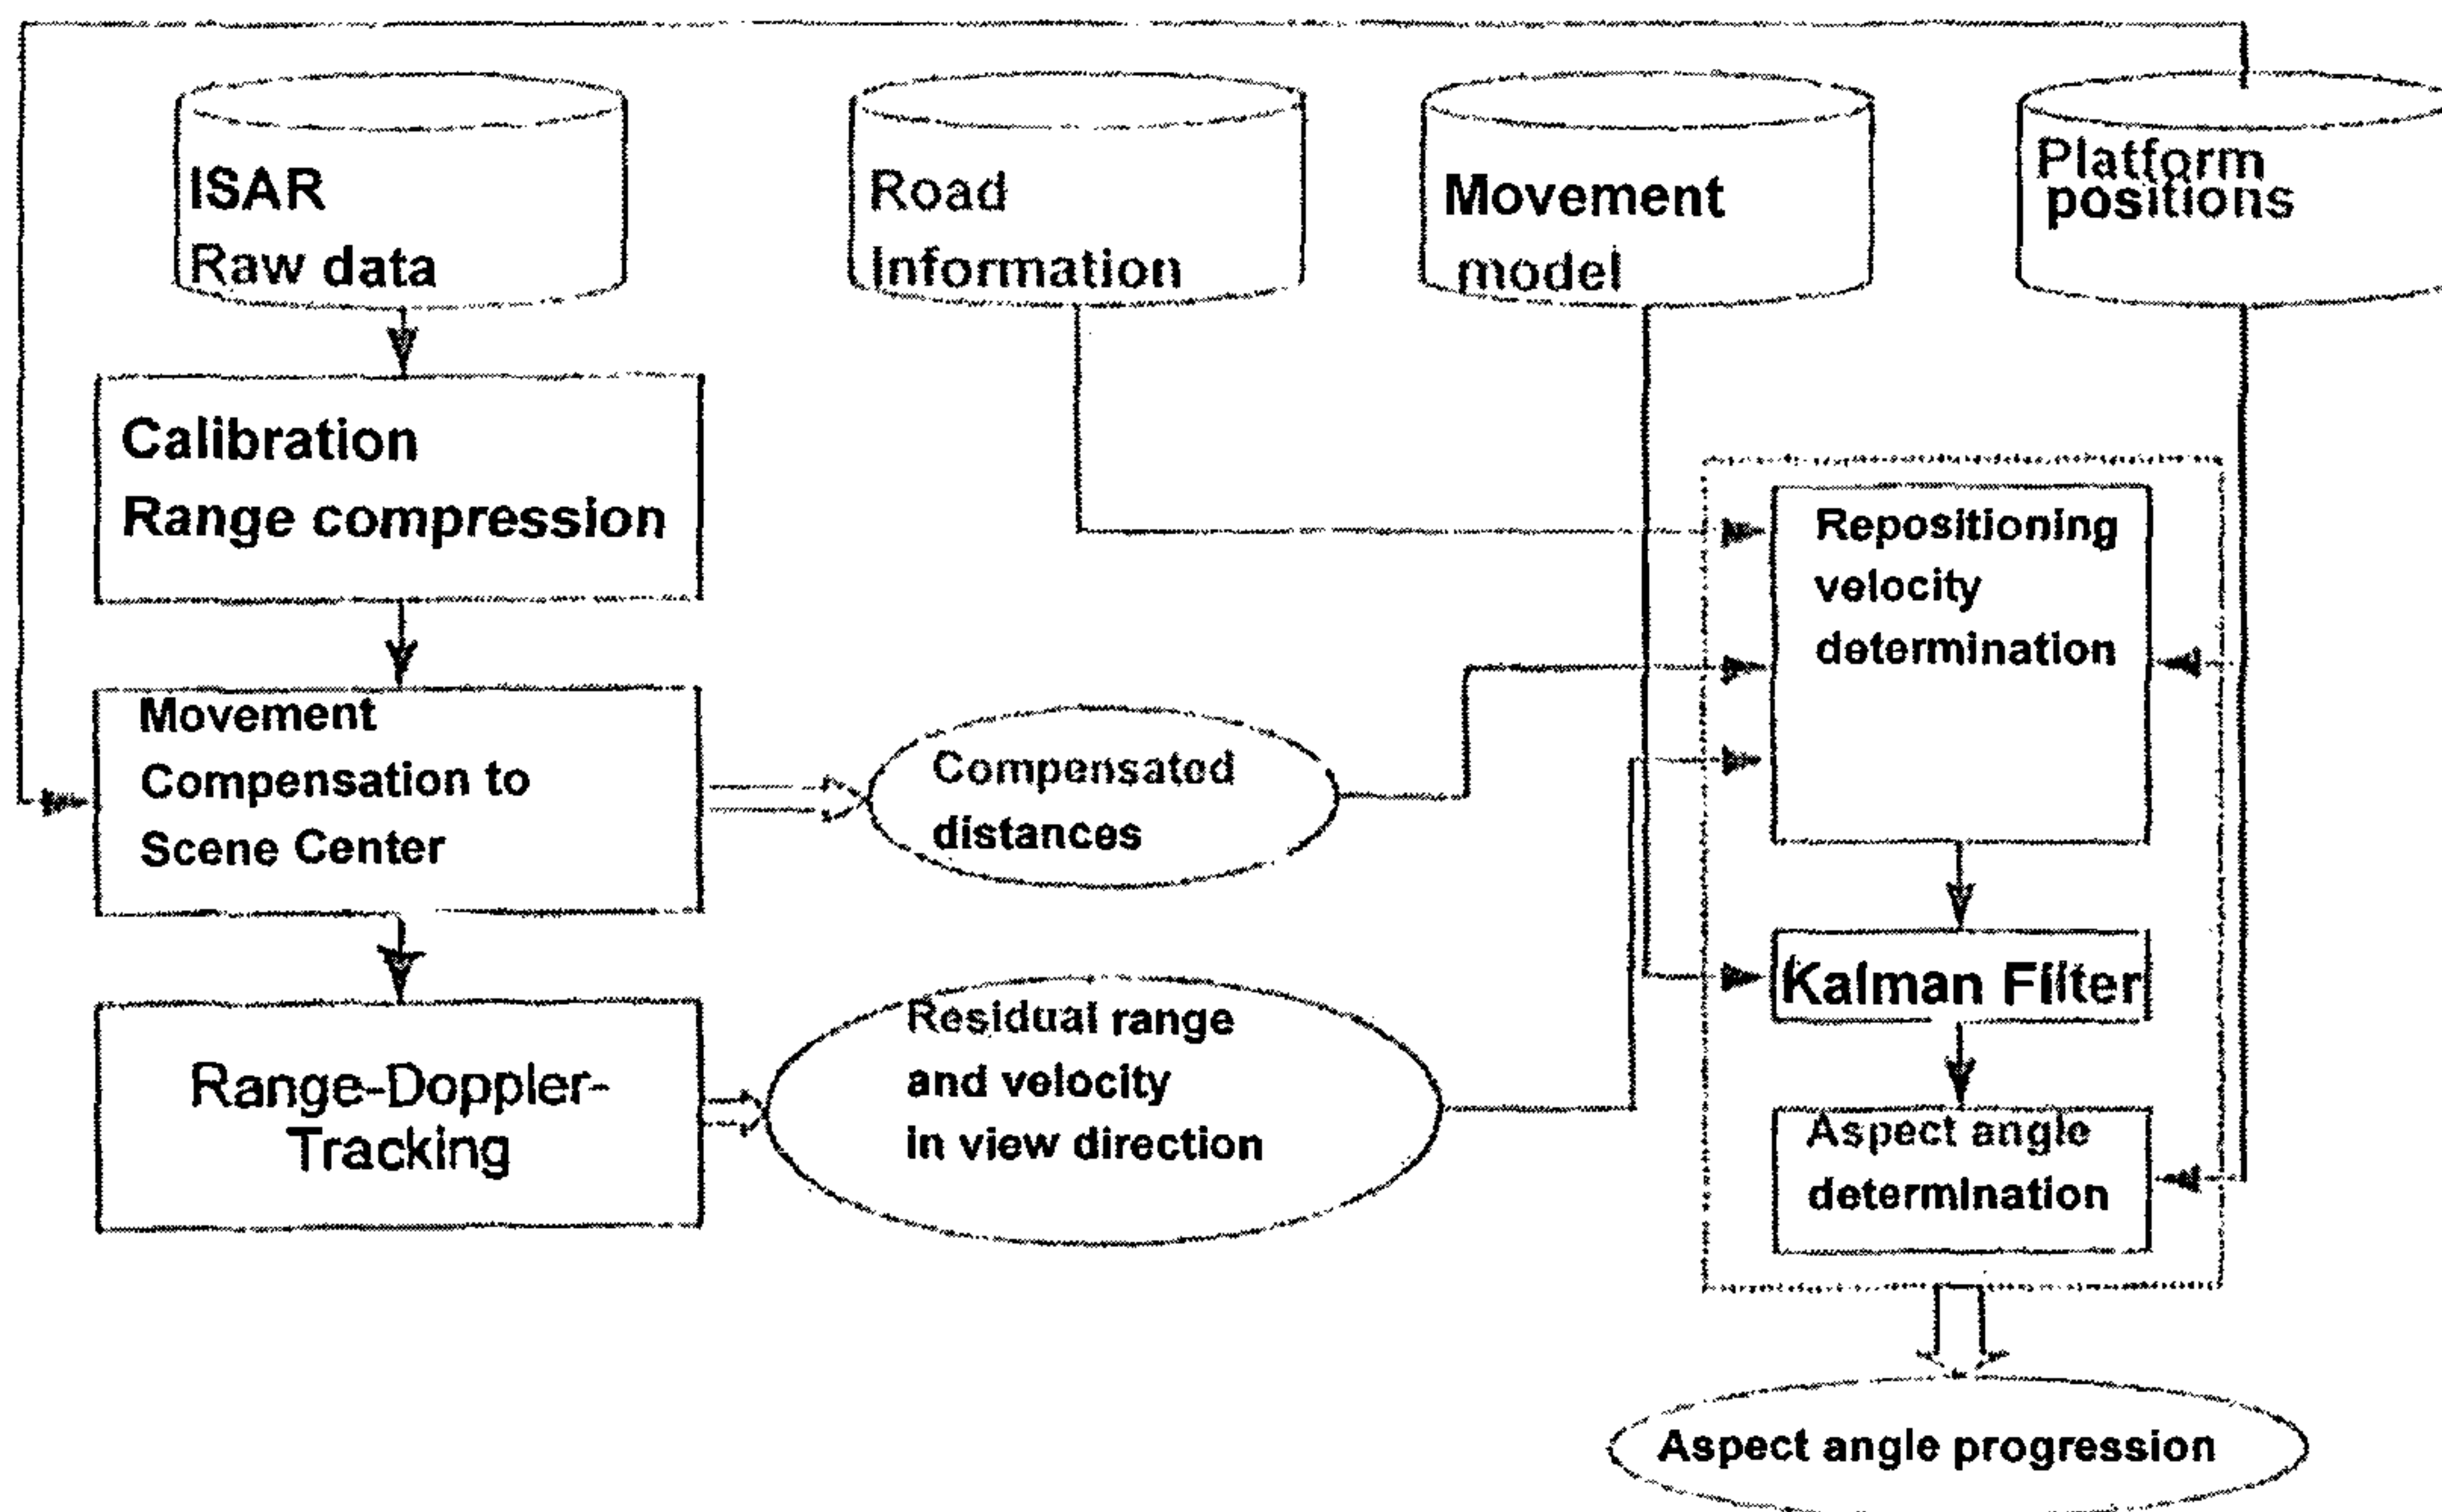 ISAR
Raw data
Road
Information
Movement
model
Platform
positions
Calibration
Range compression
Repositioning
velocity
determination
Movement
Compensation to
Scene Center
Compensated
distances
Kalman Filter
Residual range
and velocity
in view direction
Range-Doppler-
Tracking
Aspect angle
determination
Aspect angle progression